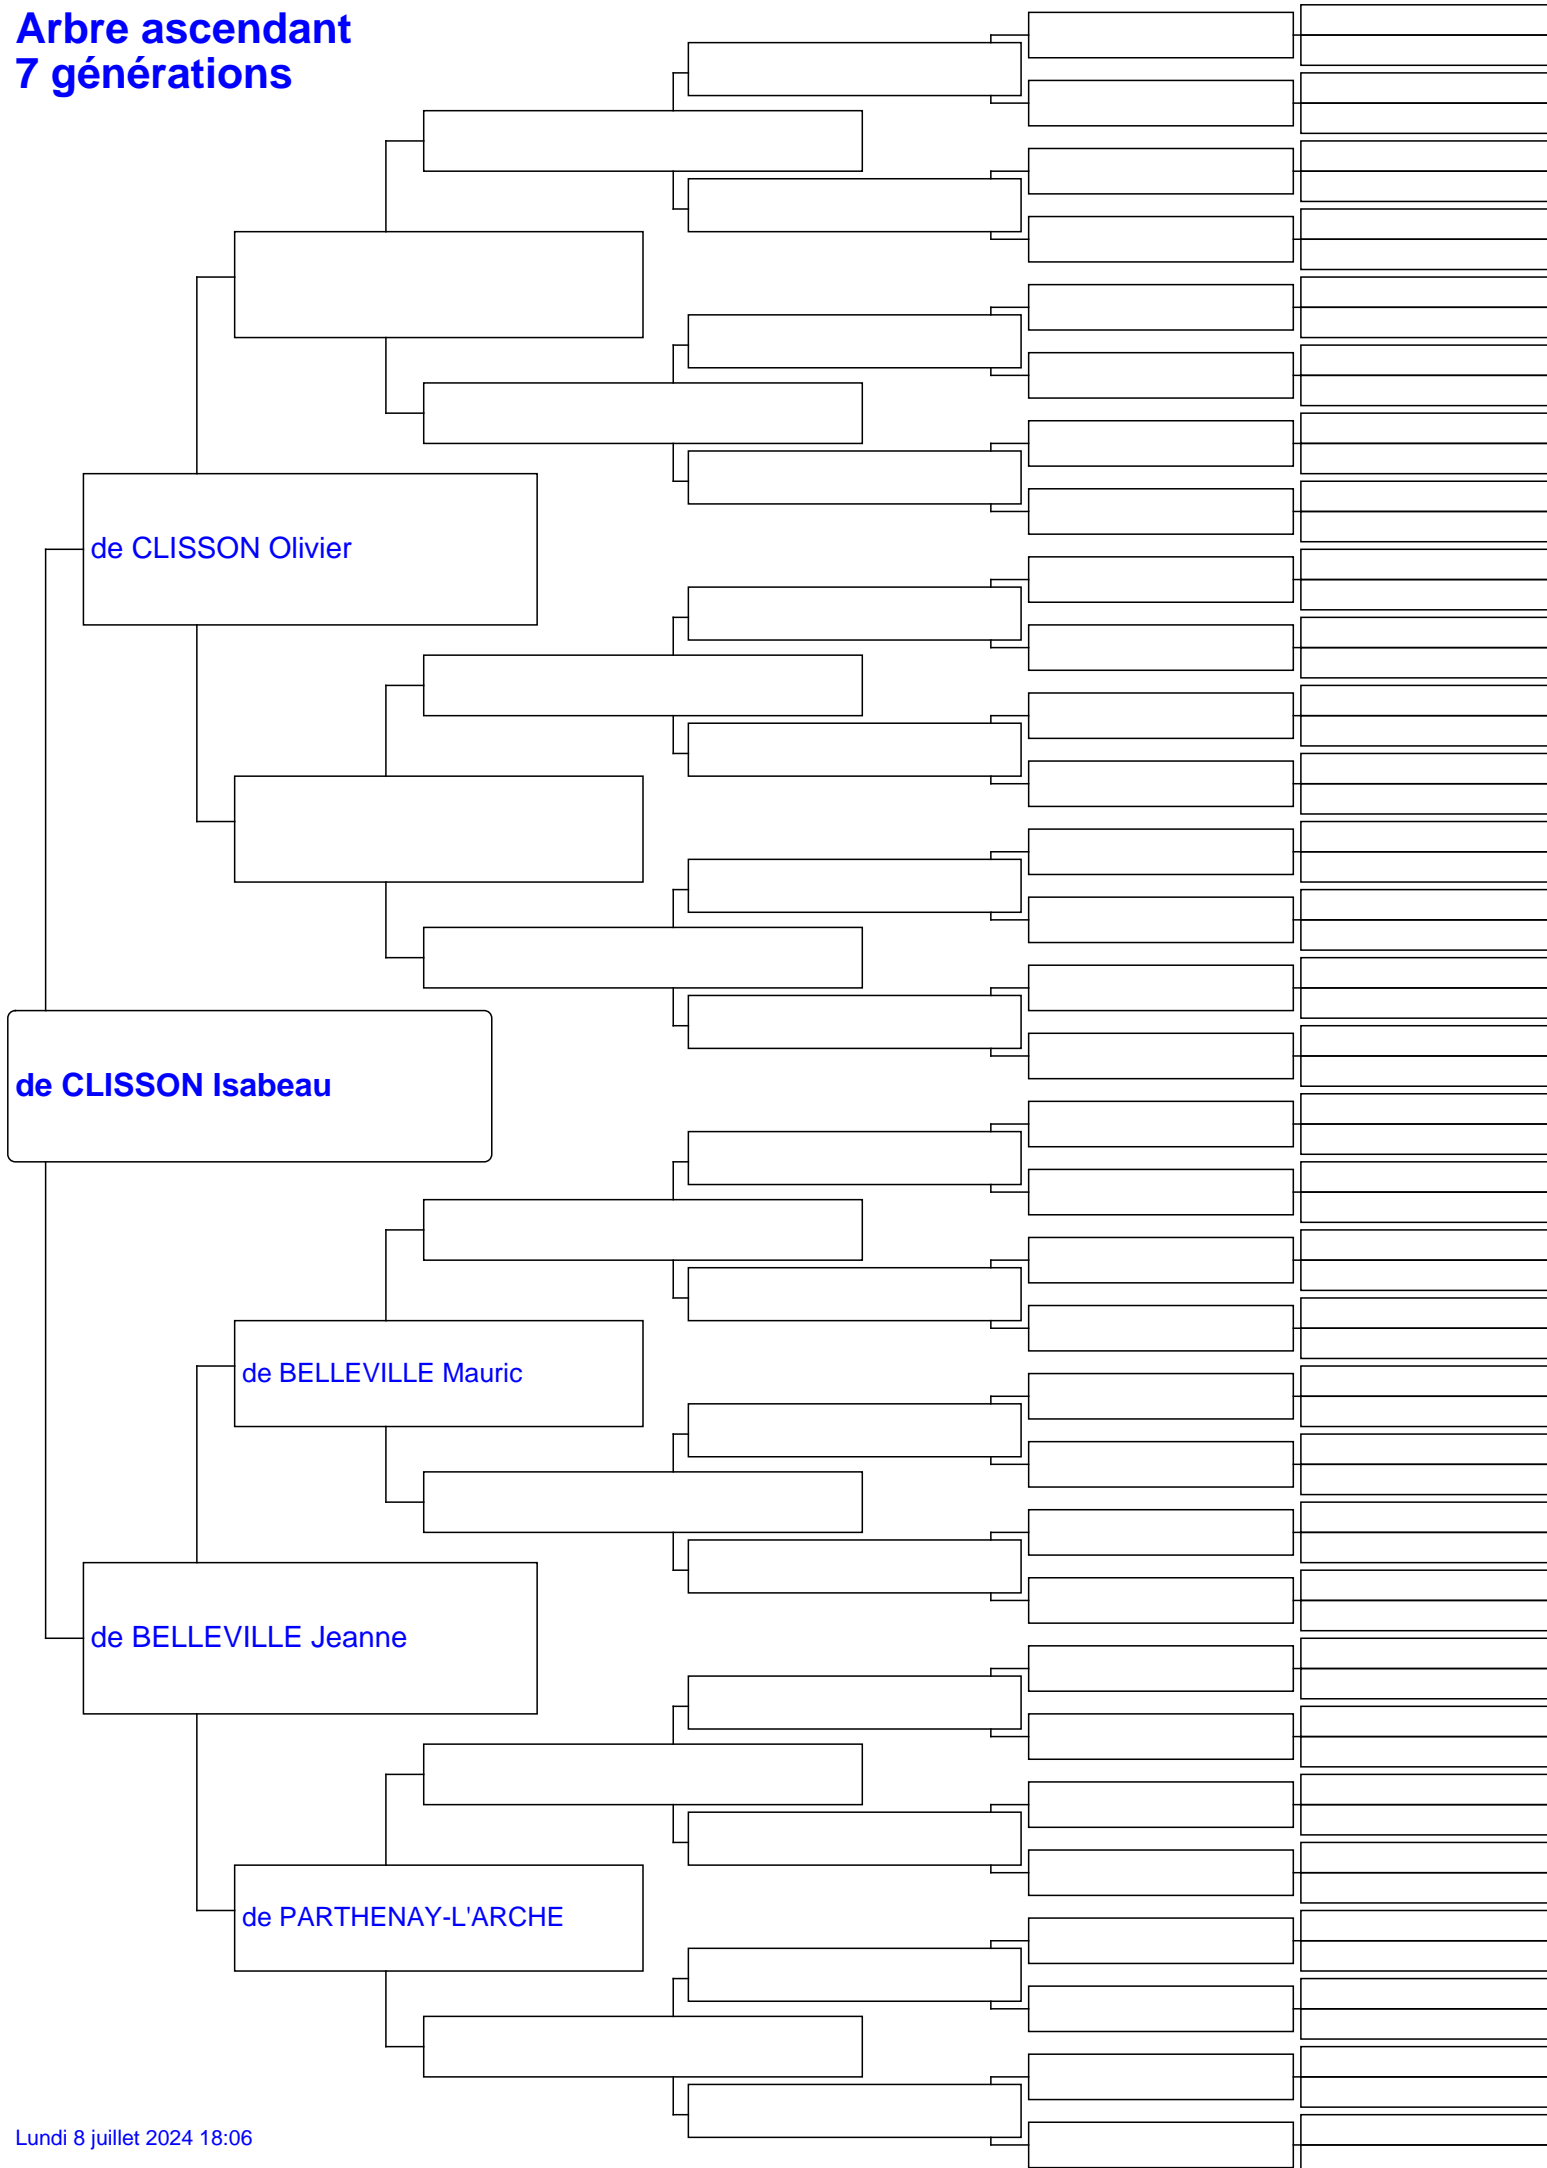 Arbre ascendant
7 générations
de CLISSON Olivier
de CLISSON Isabeau
de BELLEVILLE Mauric
de BELLEVILLE Jeanne
de PARTHENAY-L'ARCHE
Lundi 8 juillet 2024 18:06